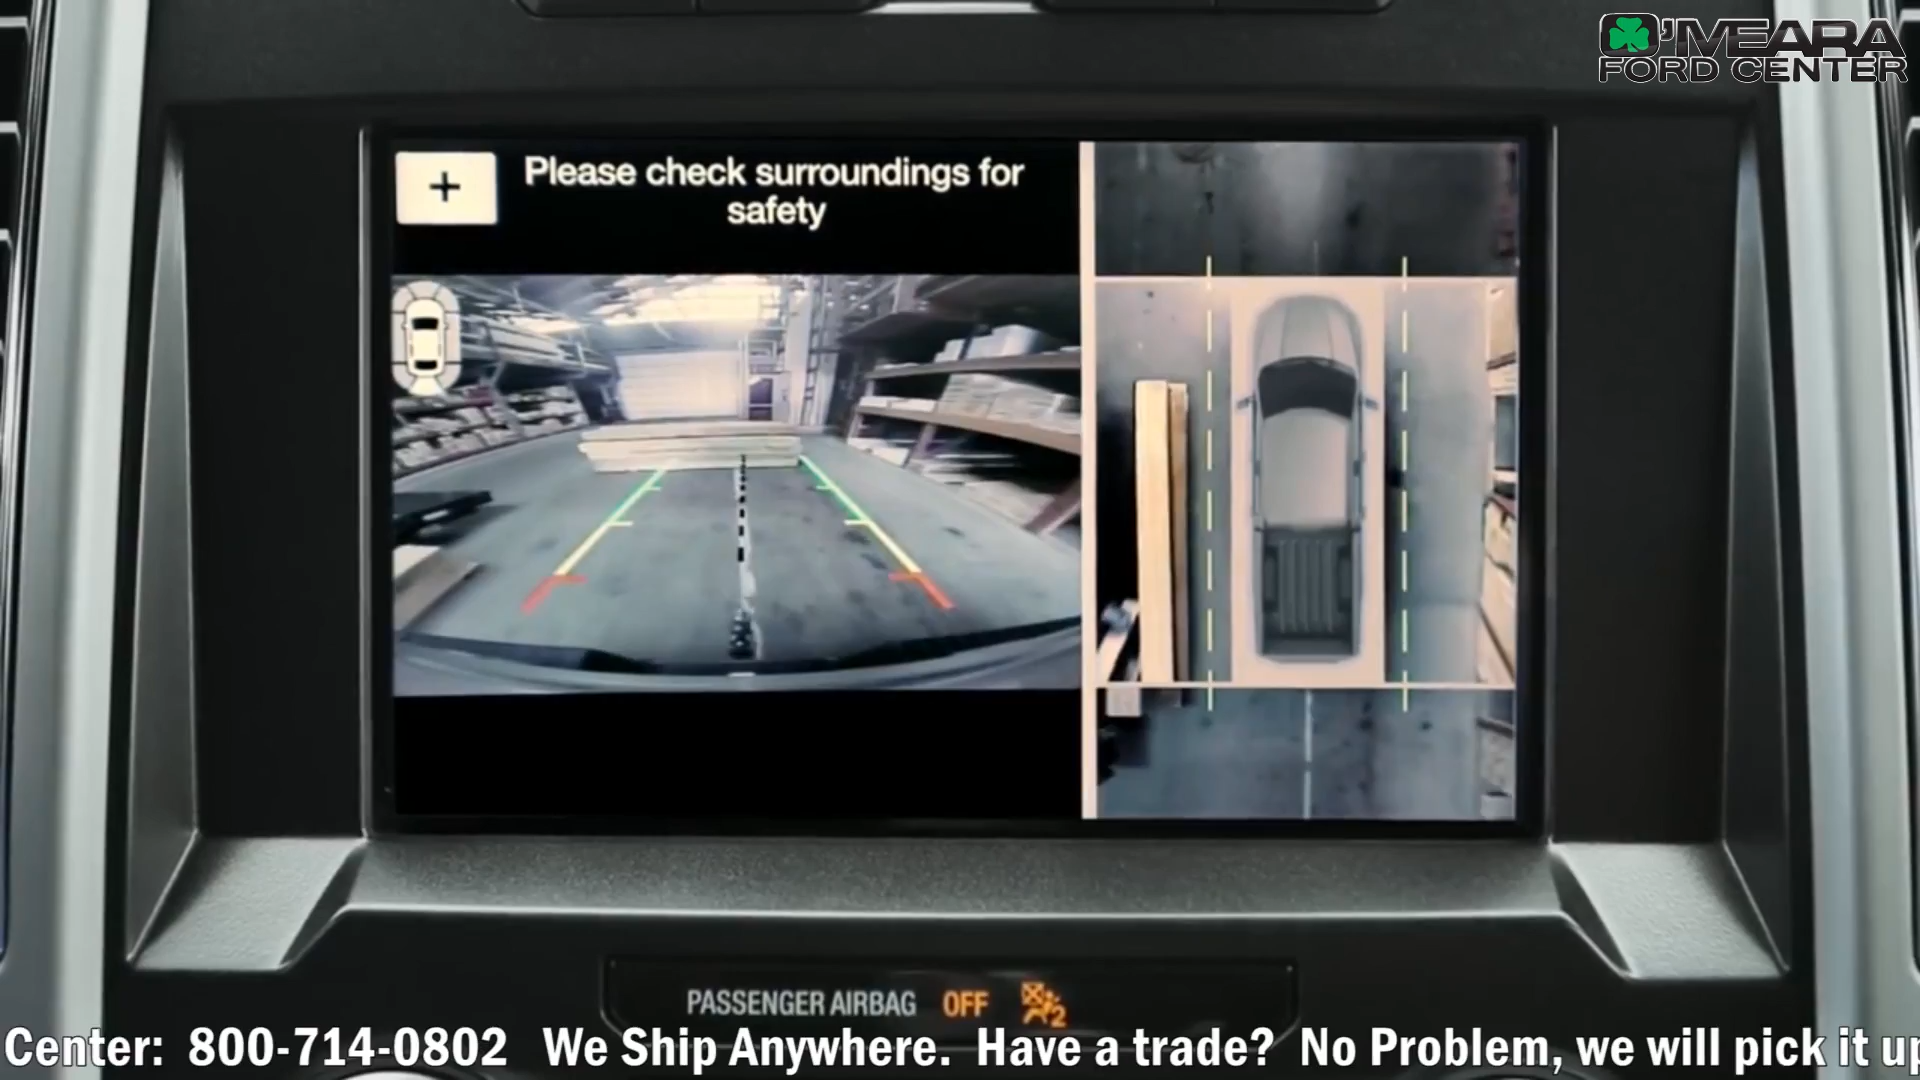 O'MEARA
FORD CENTER
+
Please check surroundings for
safety
PASSENGER AIRBAG OFF 2
Center: 800-714-0802 We Ship Anywhere. Have a trade? No Problem, we will pick it up